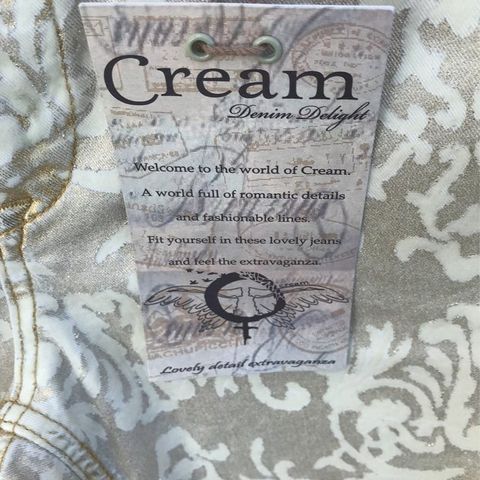 Cream
Denim Delight
Welcome to the world of Cream.
A world full of romantic details
and fashionable lines.
Fit yourself in these lovely jeans
and feel the extravaganza.
cream
Lovely detail extravaganza